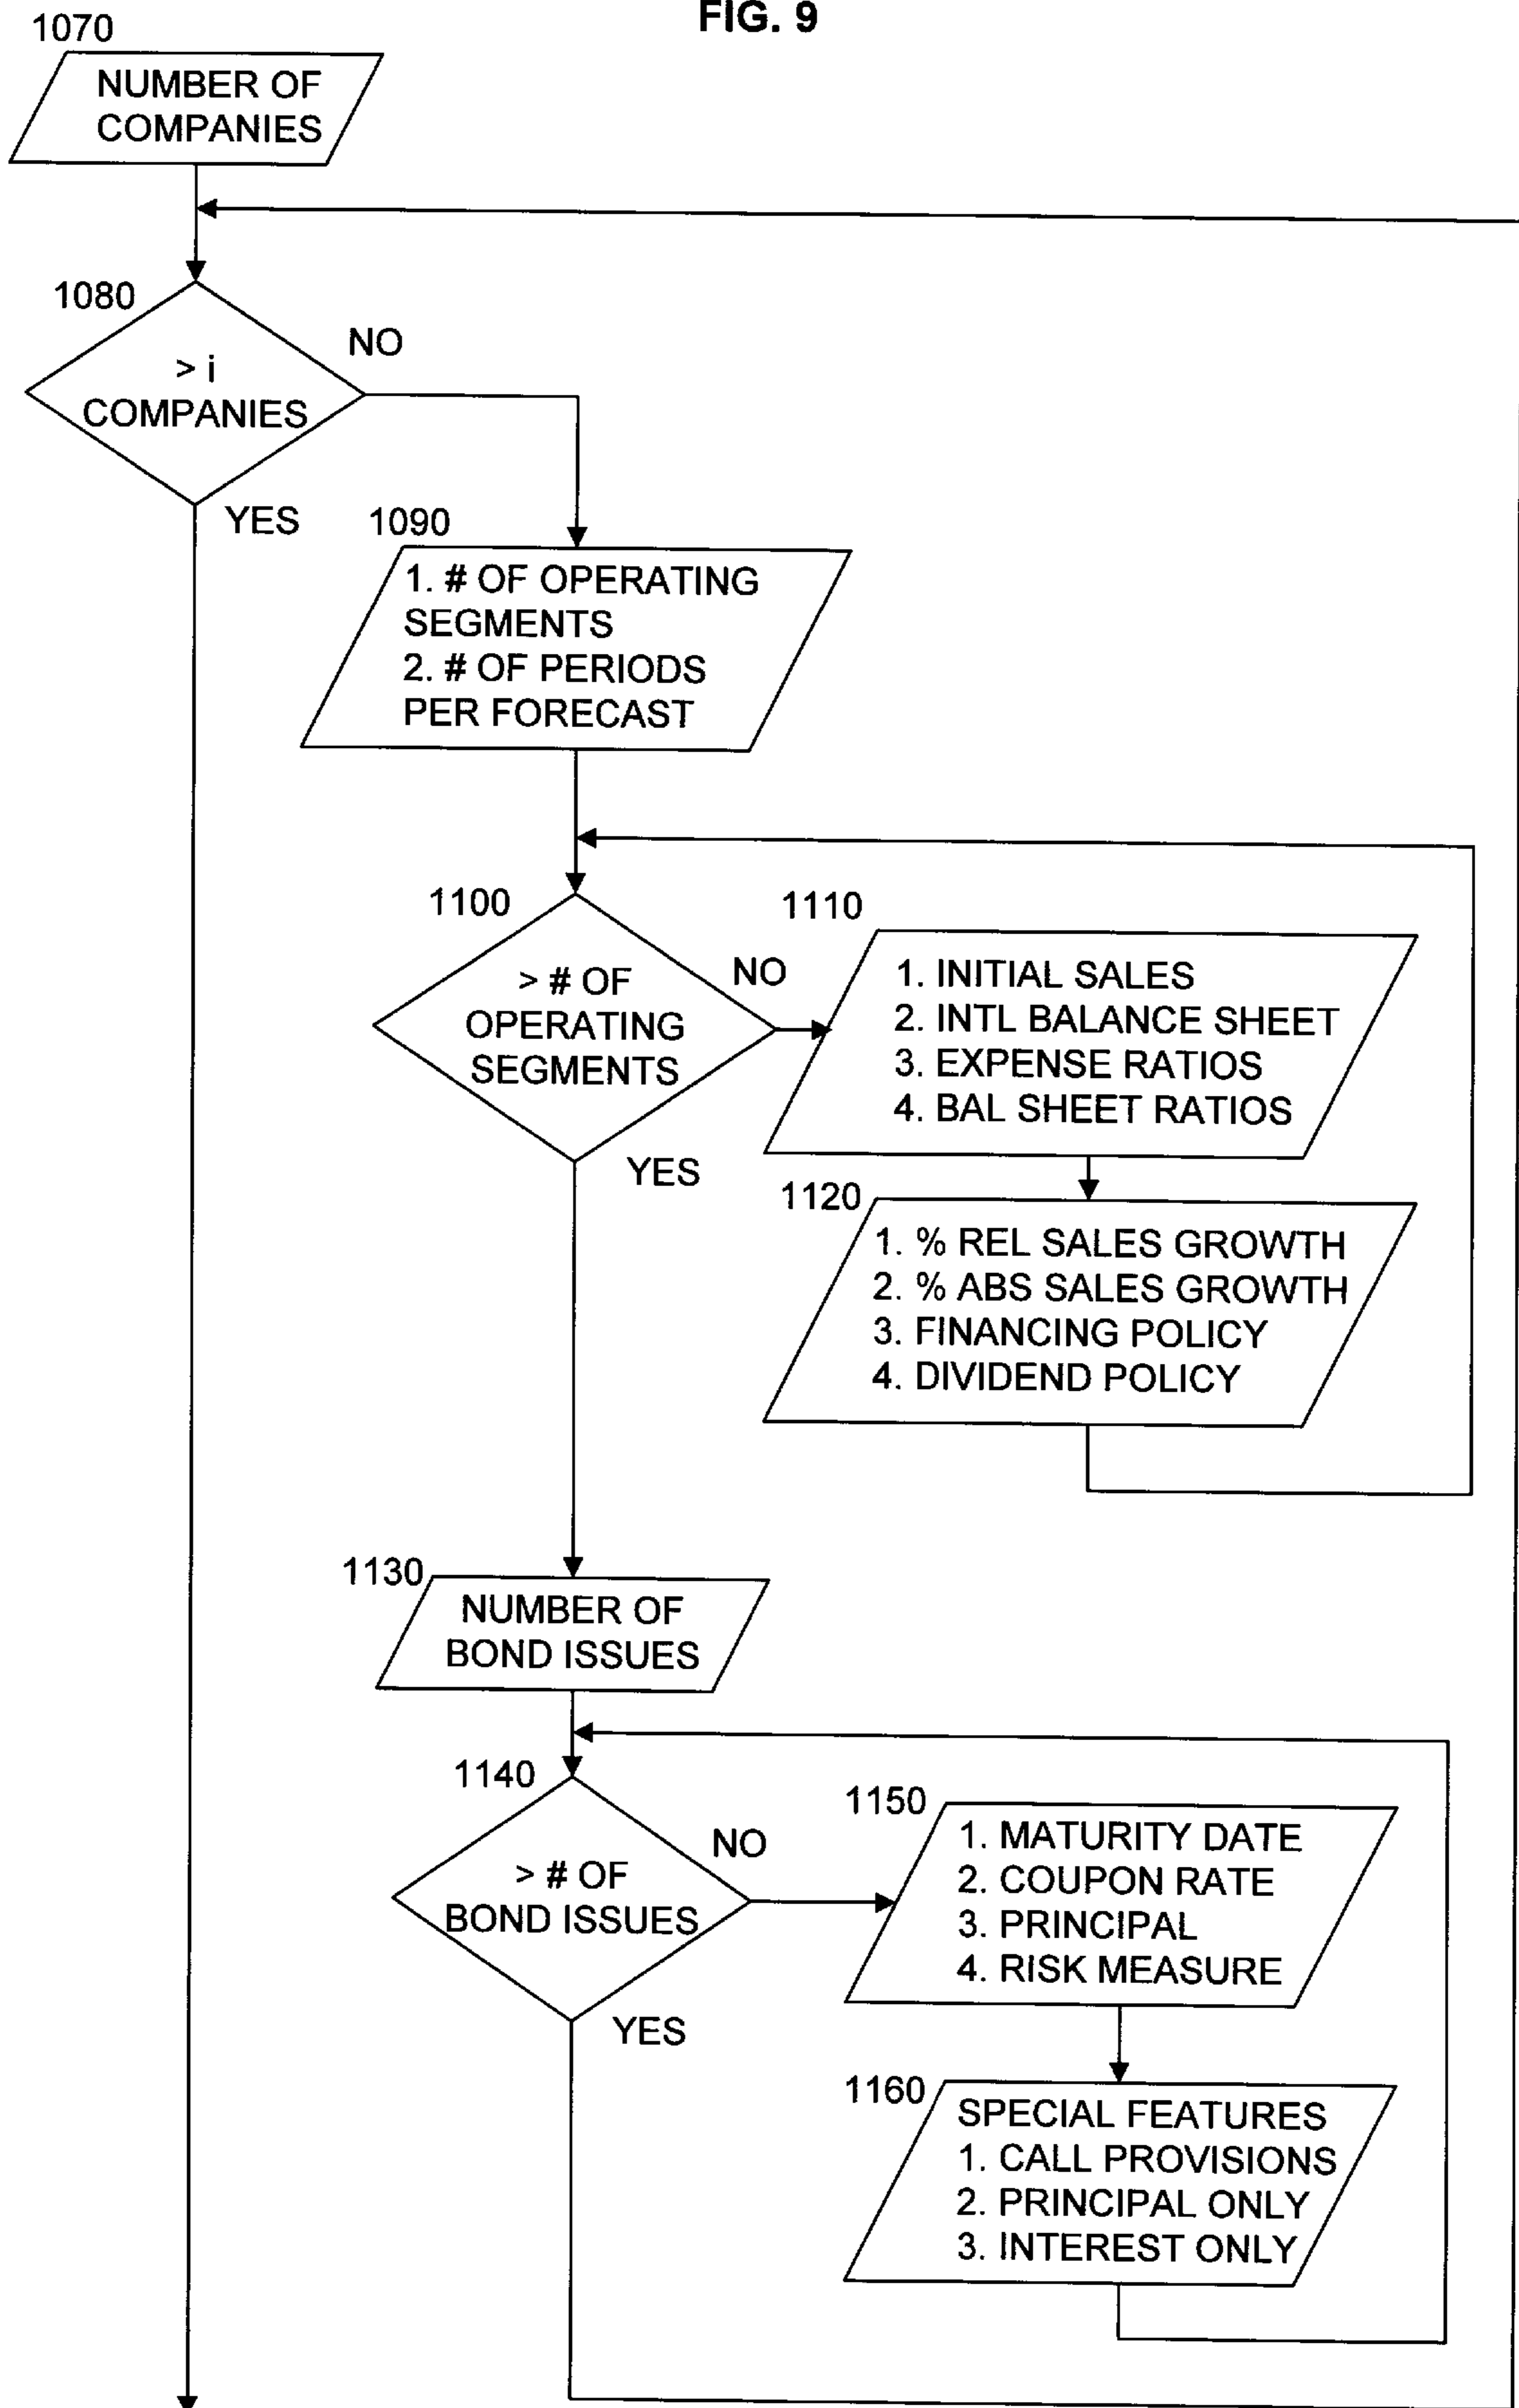 FIG. 9
1070
NUMBER OF
COMPANIES
1080
> i
COMPANIES
NO
YES
1090
1. # OF OPERATING
SEGMENTS
2. # OF PERIODS
PER FORECAST
1100
> # OF
OPERATING
SEGMENTS
NO
YES
1110
1. INITIAL SALES
2. INTL BALANCE SHEET
3. EXPENSE RATIOS
4. BAL SHEET RATIOS
1120
1. % REL SALES GROWTH
2. % ABS SALES GROWTH
3. FINANCING POLICY
4. DIVIDEND POLICY
1130
NUMBER OF
BOND ISSUES
1140
> # OF
BOND ISSUES
NO
YES
1150
1. MATURITY DATE
2. COUPON RATE
3. PRINCIPAL
4. RISK MEASURE
1160
SPECIAL FEATURES
1. CALL PROVISIONS
2. PRINCIPAL ONLY
3. INTEREST ONLY